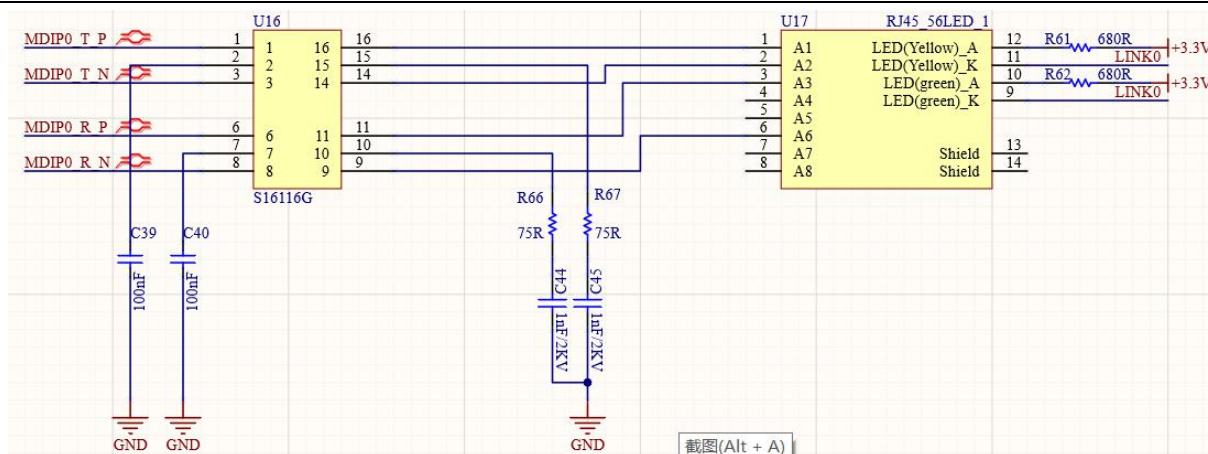 U16
U17 RJ45_56LED_1
MDIP0_T_P 1 1 16 16 1 A1 LED(Yellow)_A 12 R61 680R +3.3V
2 2 15 15 2 A2 LED(Yellow)_K 11 LINK0
MDIP0_T_N 3 3 14 14 3 A3 LED(green)_A 10 R62 680R +3.3V
4 A4 LED(green)_K 9 LINK0
5 A5
MDIP0_R_P 6 6 11 11 6 A6
7 7 10 10 7 A7 Shield 13
MDIP0_R_N 8 8 9 9 8 A8 Shield 14
S16116G
R66 R67
75R 75R
C39 C40
100nF 100nF
C44 C45
1nF/2KV 1nF/2KV
GND GND GND
截图(Alt + A)